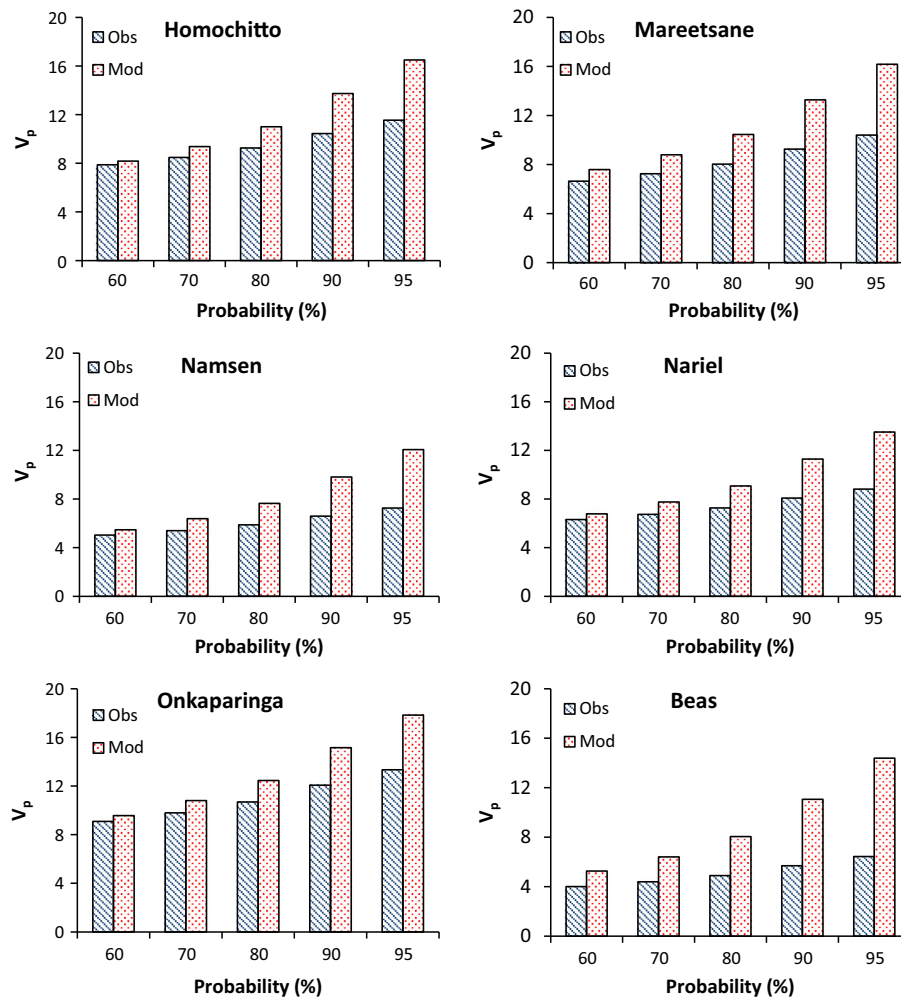 Homochitto
Obs
Mod
20
16
12
8
4
0
Vp
60 70 80 90 95
Probability (%)
Mareetsane
Obs
Mod
20
16
12
8
4
0
Vp
60 70 80 90 95
Probability (%)
Namsen
Obs
Mod
20
16
12
8
4
0
Vp
60 70 80 90 95
Probability (%)
Nariel
Obs
Mod
20
16
12
8
4
0
Vp
60 70 80 90 95
Probability (%)
Onkaparinga
Obs
Mod
20
16
12
8
4
0
Vp
60 70 80 90 95
Probability (%)
Beas
Obs
Mod
20
16
12
8
4
0
Vp
60 70 80 90 95
Probability (%)